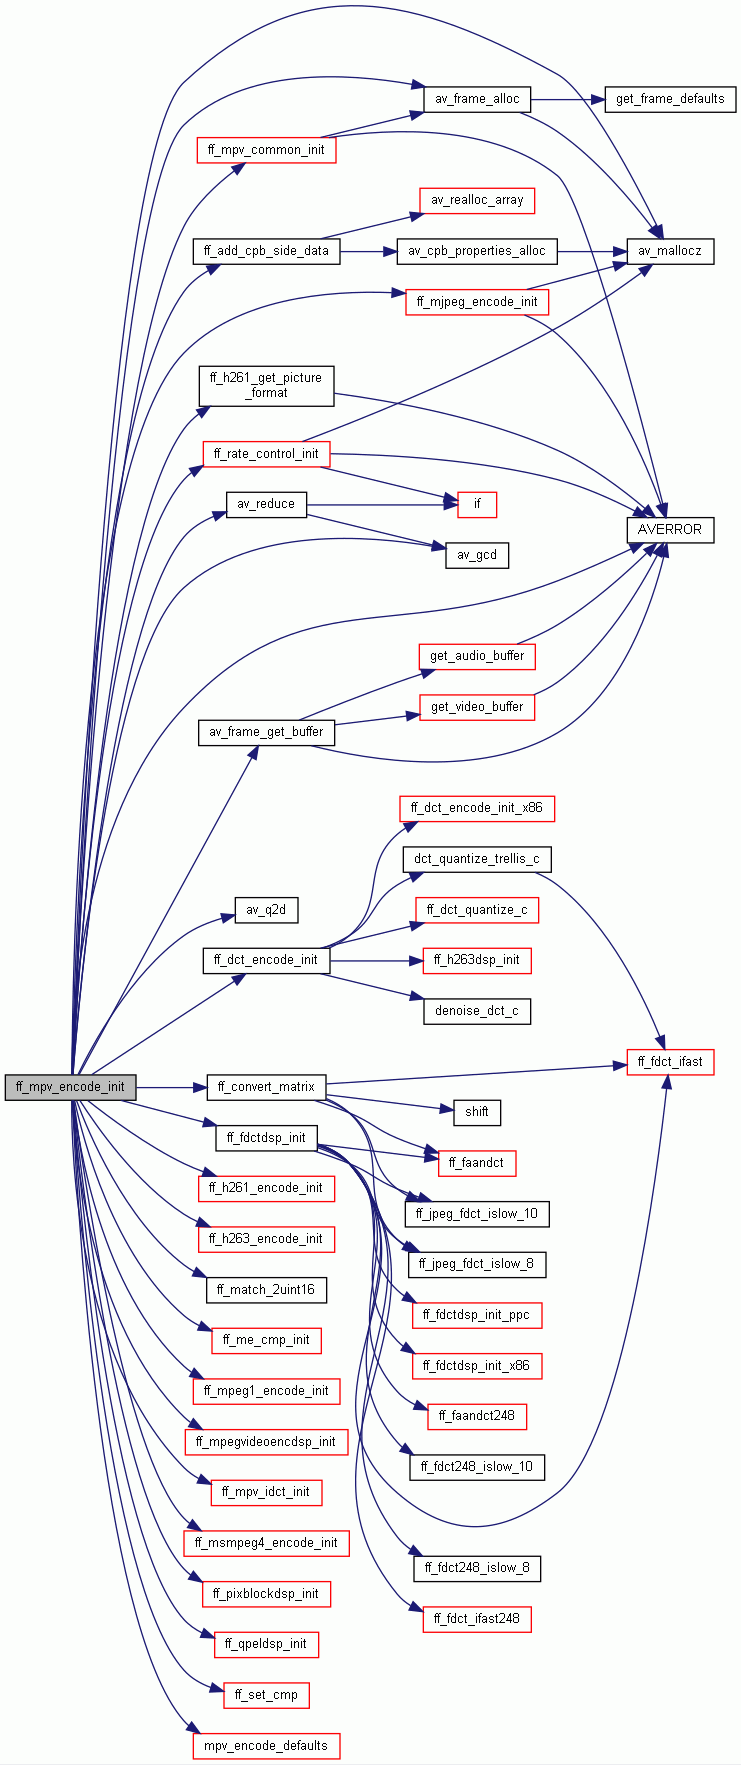 av_frame_alloc
get_frame_defaults
ff_mpv_common_init
av_realloc_array
ff_add_cpb_side_data
av_cpb_properties_alloc
av_mallocz
ff_mjpeg_encode_init
ff_h261_get_picture
_format
ff_rate_control_init
av_reduce
if
AVERROR
av_gcd
get_audio_buffer
get_video_buffer
av_frame_get_buffer
ff_dct_encode_init_x86
dct_quantize_trellis_c
av_q2d
ff_dct_quantize_c
ff_dct_encode_init
ff_h263dsp_init
denoise_dct_c
ff_fdct_ifast
ff_mpv_encode_init
ff_convert_matrix
shift
ff_fdctdsp_init
ff_faandct
ff_h261_encode_init
ff_jpeg_fdct_islow_10
ff_h263_encode_init
ff_jpeg_fdct_islow_8
ff_match_2uint16
ff_fdctdsp_init_ppc
ff_me_cmp_init
ff_fdctdsp_init_x86
ff_mpeg1_encode_init
ff_faandct248
ff_mpegvideoencdsp_init
ff_fdct248_islow_10
ff_mpv_idct_init
ff_msmpeg4_encode_init
ff_fdct248_islow_8
ff_pixblockdsp_init
ff_fdct_ifast248
ff_qpeldsp_init
ff_set_cmp
mpv_encode_defaults